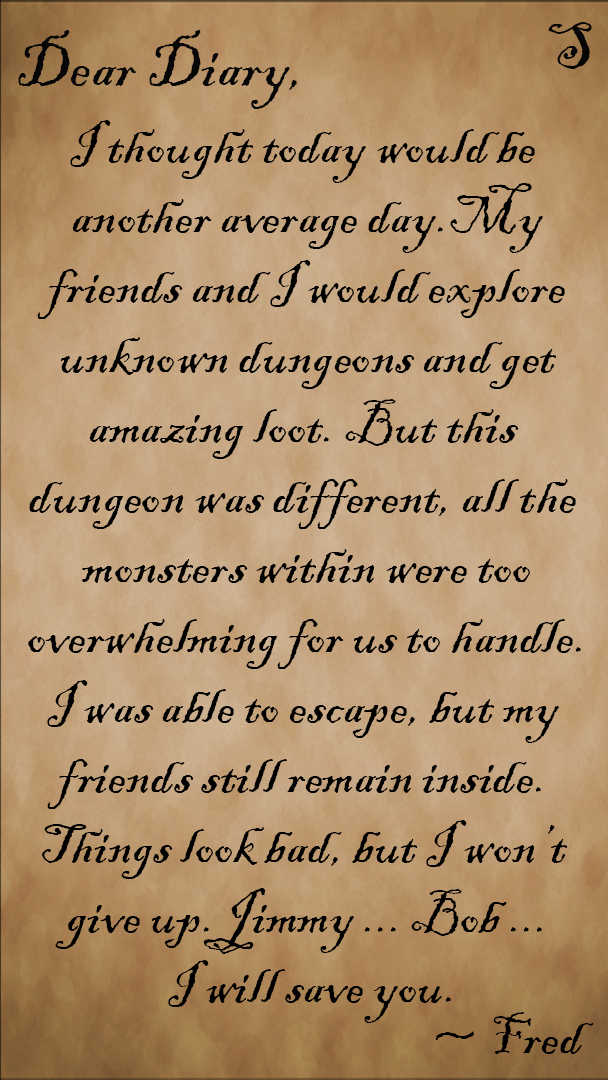 S
Dear Diary,
I thought today would be
another average day. My
friends and I would explore
unknown dungeons and get
amazing loot. But this
dungeon was different, all the
monsters within were too
overwhelming for us to handle.
I was able to escape, but my
friends still remain inside.
Things look bad, but I won't
give up. Jimmy ... Bob ...
I will save you.
~ Fred